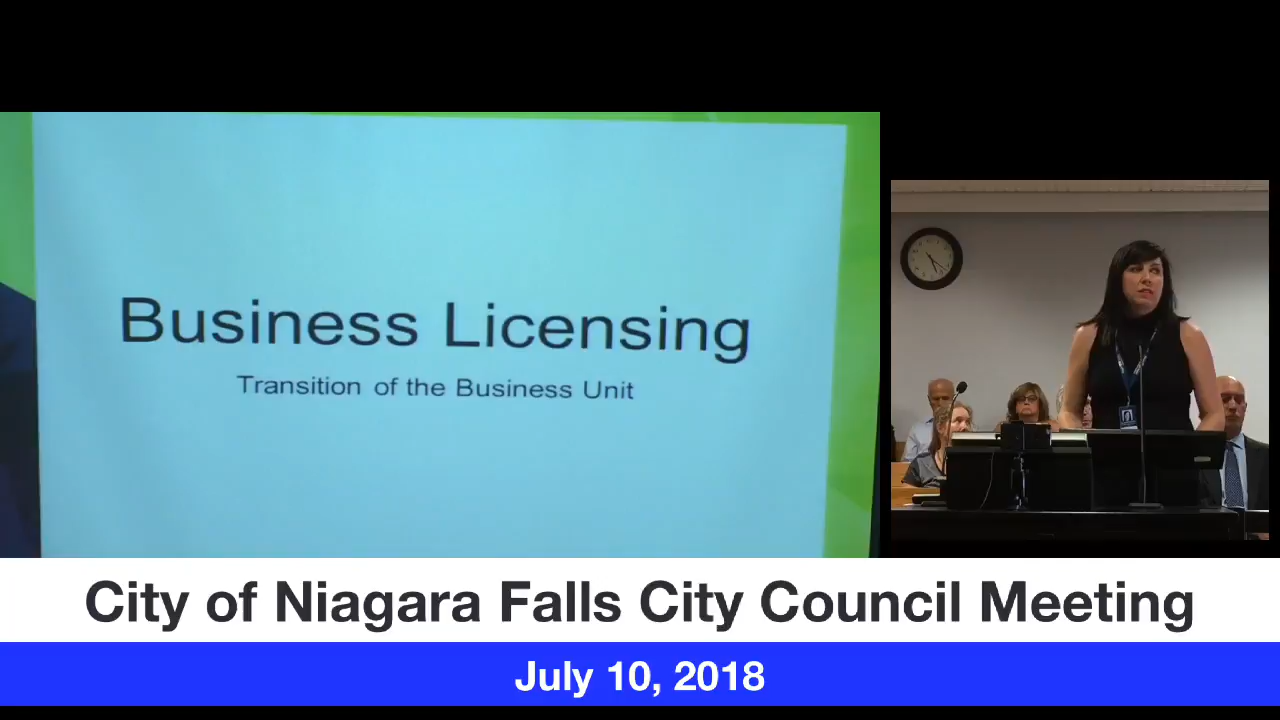 Business Licensing
Transition of the Business Unit
City of Niagara Falls City Council Meeting
July 10, 2018